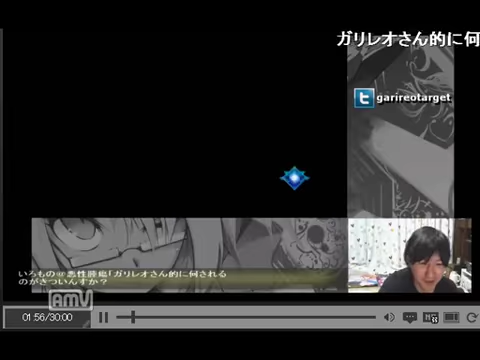 ガリレオさん的に何
garireotarget
いろもの@悪性腫瘍「ガリレオさん的に何される
のがきついんすか？
AMV
01:56/30:00